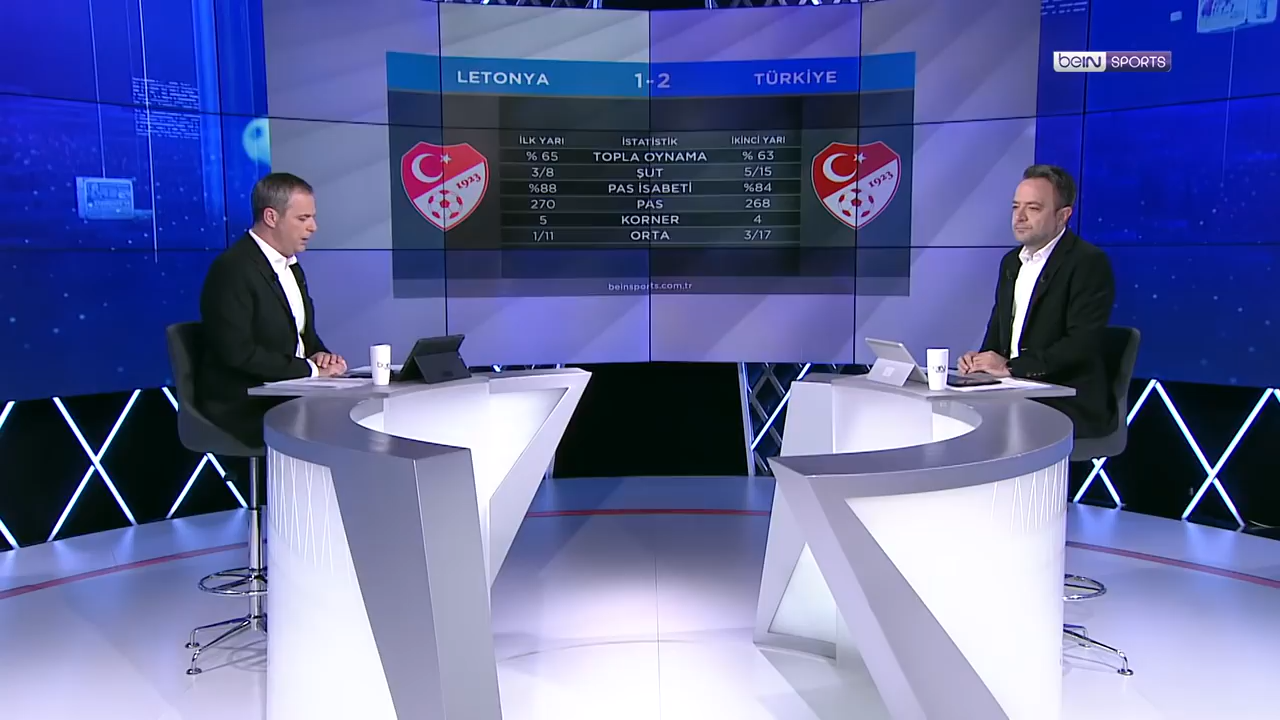 beIN SPORTS
LETONYA 1-2 TÜRKİYE
İLK YARI İSTATİSTİK İKİNCİ YARI
% 65 TOPLA OYNAMA % 63
3/8 ŞUT 5/15
%88 PAS İSABETİ %84
270 PAS 268
5 KORNER 4
1/11 ORTA 3/17
1923
1923
beinsports.com.tr